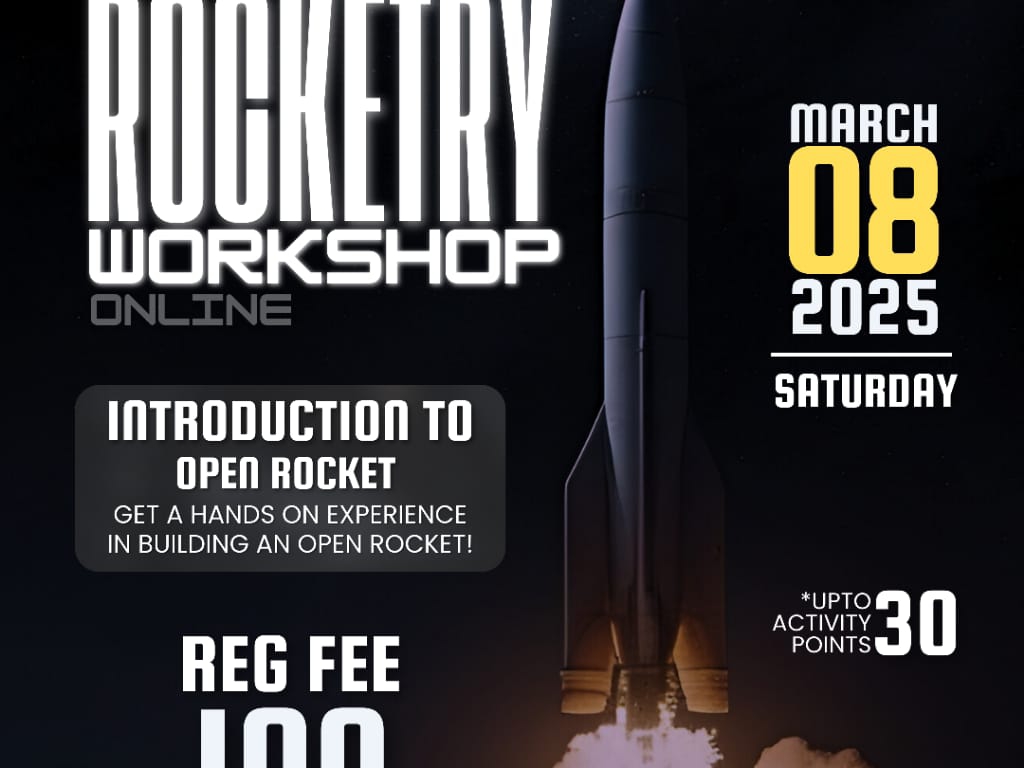 ROCKETRY
WORKSHOP
ONLINE
MARCH
08
2025
SATURDAY
INTRODUCTION TO
OPEN ROCKET
GET A HANDS ON EXPERIENCE
IN BUILDING AN OPEN ROCKET!
*UPTO
ACTIVITY
POINTS 30
REG FEE